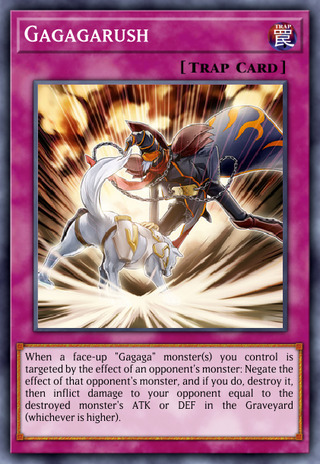 Gagagarush
TRAP
罠
[TRAP CARD]
When a face-up "Gagaga" monster(s) you control is
targeted by the effect of an opponent's monster: Negate the
effect of that opponent's monster, and if you do, destroy it,
then inflict damage to your opponent equal to the
destroyed monster's ATK or DEF in the Graveyard
(whichever is higher).